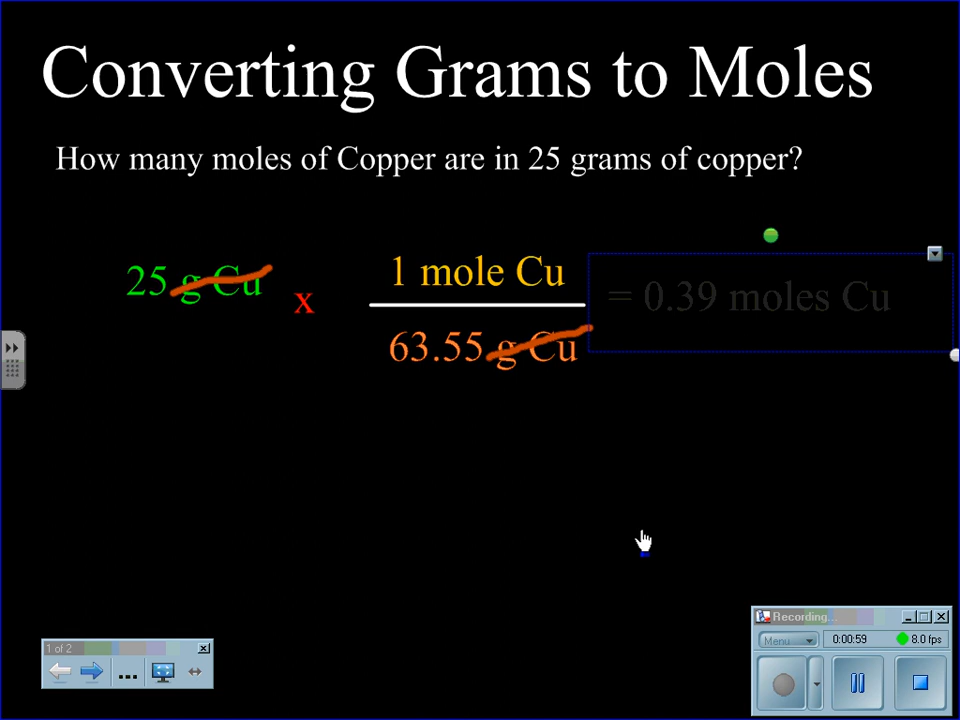 Converting Grams to Moles
How many moles of Copper are in 25 grams of copper?
25 g Cu
x
1 mole Cu
63.55 g Cu
= 0.39 moles Cu
1 of 2
...
Recording...
Menu
0:00:59
8.0 fps